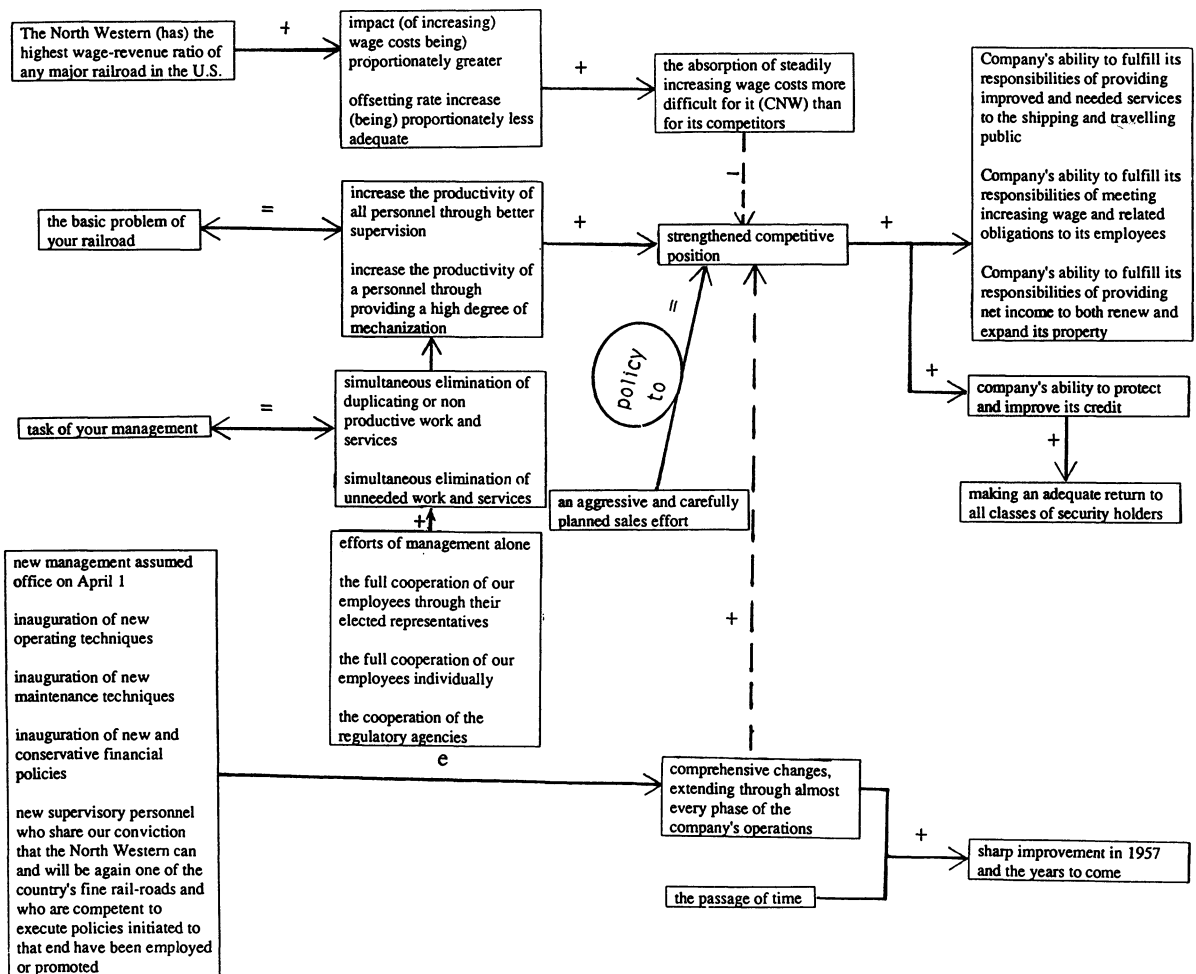 The North Western (has) the
highest wage-revenue ratio of
any major railroad in the U.S.
+
impact (of increasing)
wage costs being)
proportionately greater
offsetting rate increase
(being) proportionately less
adequate
+
the absorption of steadily
increasing wage costs more
difficult for it (CNW) than
for its competitors
−
Company's ability to fulfill its
responsibilities of providing
improved and needed services
to the shipping and travelling
public
Company's ability to fulfill its
responsibilities of meeting
increasing wage and related
obligations to its employees
Company's ability to fulfill its
responsibilities of providing
net income to both renew and
expand its property
the basic problem of
your railroad
=
increase the productivity of
all personnel through better
supervision
increase the productivity of
a personnel through
providing a high degree of
mechanization
+
strengthened competitive
position
+
+
company's ability to protect
and improve its credit
+
making an adequate return to
all classes of security holders
policy
to
=
an aggressive and carefully
planned sales effort
task of your management
=
simultaneous elimination of
duplicating or non
productive work and
services
simultaneous elimination of
unneeded work and services
+
efforts of management alone
the full cooperation of our
employees through their
elected representatives
the full cooperation of our
employees individually
the cooperation of the
regulatory agencies
new management assumed
office on April 1
inauguration of new
operating techniques
inauguration of new
maintenance techniques
inauguration of new and
conservative financial
policies
new supervisory personnel
who share our conviction
that the North Western can
and will be again one of the
country's fine rail-roads and
who are competent to
execute policies initiated to
that end have been employed
or promoted
e
+
comprehensive changes,
extending through almost
every phase of the
company's operations
the passage of time
+
sharp improvement in 1957
and the years to come